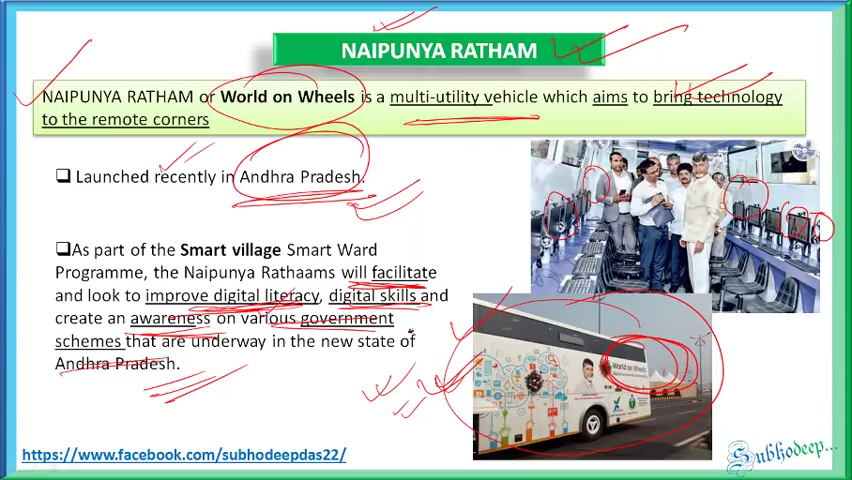 NAIPUNYA RATHAM
NAIPUNYA RATHAM or World on Wheels is a multi-utility vehicle which aims to bring technology
to the remote corners
Launched recently in Andhra Pradesh.
As part of the Smart village Smart Ward
Programme, the Naipunya Rathaams will facilitate
and look to improve digital literacy, digital skills and
create an awareness on various government
schemes that are underway in the new state of
Andhra Pradesh.
World on Wheels
https://www.facebook.com/subhodeepdas22/
Subhodeep...